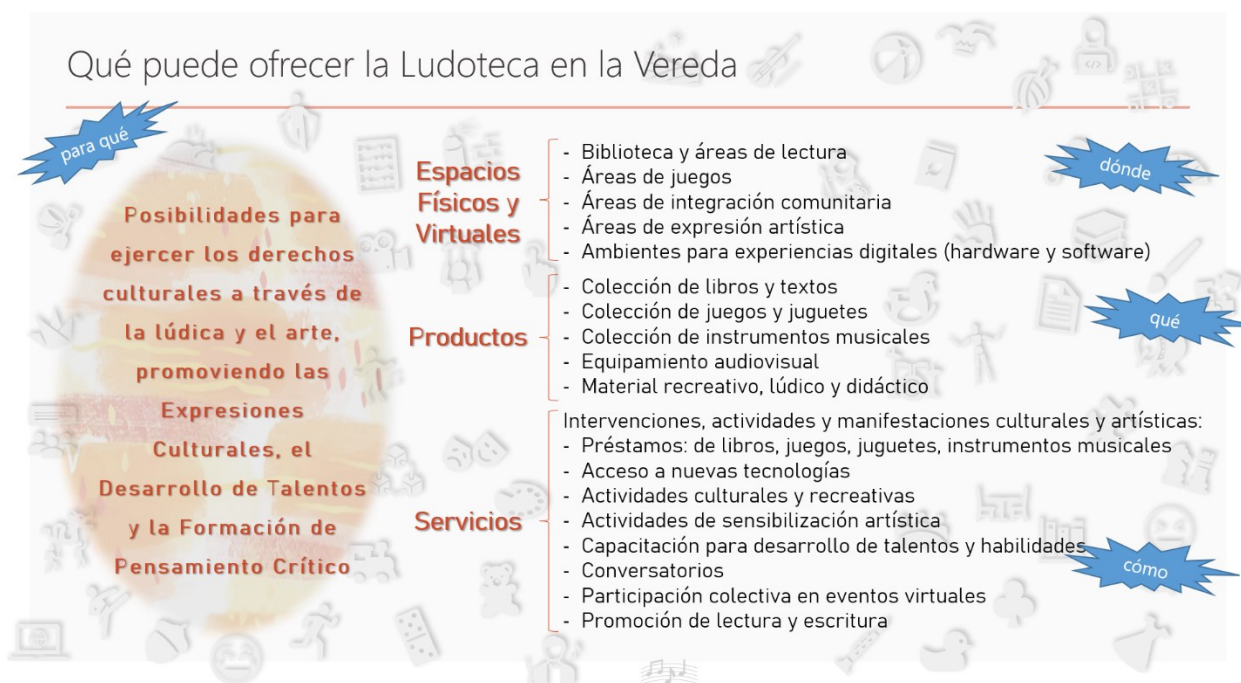 Qué puede ofrecer la Ludoteca en la Vereda
para qué
Posibilidades para
ejercer los derechos
culturales a través de
la lúdica y el arte,
promoviendo las
Expresiones
Culturales, el
Desarrollo de Talentos
y la Formación de
Pensamiento Crítico
Espacios
Físicos y
Virtuales
- Biblioteca y áreas de lectura
- Áreas de juegos
- Áreas de integración comunitaria
- Áreas de expresión artística
- Ambientes para experiencias digitales (hardware y software)
dónde
Productos
- Colección de libros y textos
- Colección de juegos y juguetes
- Colección de instrumentos musicales
- Equipamiento audiovisual
- Material recreativo, lúdico y didáctico
qué
Servicios
Intervenciones, actividades y manifestaciones culturales y artísticas:
- Préstamos: de libros, juegos, juguetes, instrumentos musicales
- Acceso a nuevas tecnologías
- Actividades culturales y recreativas
- Actividades de sensibilización artística
- Capacitación para desarrollo de talentos y habilidades
- Conversatorios
- Participación colectiva en eventos virtuales
- Promoción de lectura y escritura
cómo